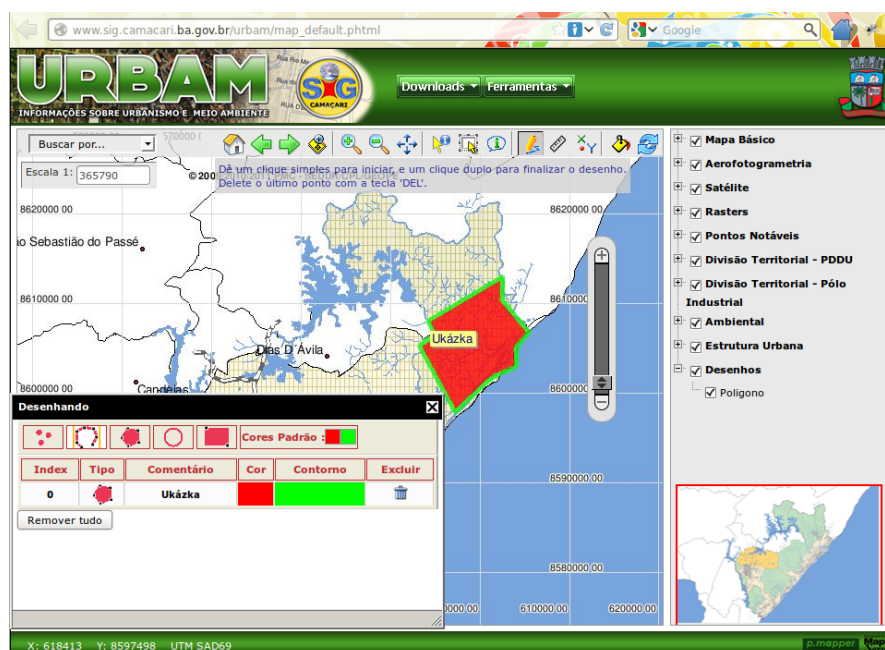 www.sig.camacari.ba.gov.br/urbam/map_default.phtml
Google
URBAM
INFORMAÇÕES SOBRE URBANISMO E MEIO AMBIENTE
SIG
CAMAÇARI
Downloads
Ferramentas
Buscar por...
Escala 1: 365790
Dê um clique simples para iniciar, e um clique duplo para finalizar o desenho.
Delete o último ponto com a tecla 'DEL'.
8620000 00
8620000 00
io Sebastião do Passé
8610000 00
8610000 00
Ukázka
Dias D´Ávila
8600000 00
8600000 00
Candeias
8590000 00
8580000 00
610000 00
620000 00
Mapa Básico
Aerofotogrametria
Satélite
Rasters
Pontos Notáveis
Divisão Territorial - PDDU
Divisão Territorial - Pólo
Industrial
Ambiental
Estrutura Urbana
Desenhos
Poligono
Desenhando
Cores Padrão :
Index Tipo Comentário Cor Contorno Excluir
0 Ukázka
Remover tudo
X: 618413 Y: 8597498 UTM SAD69
p.mapper